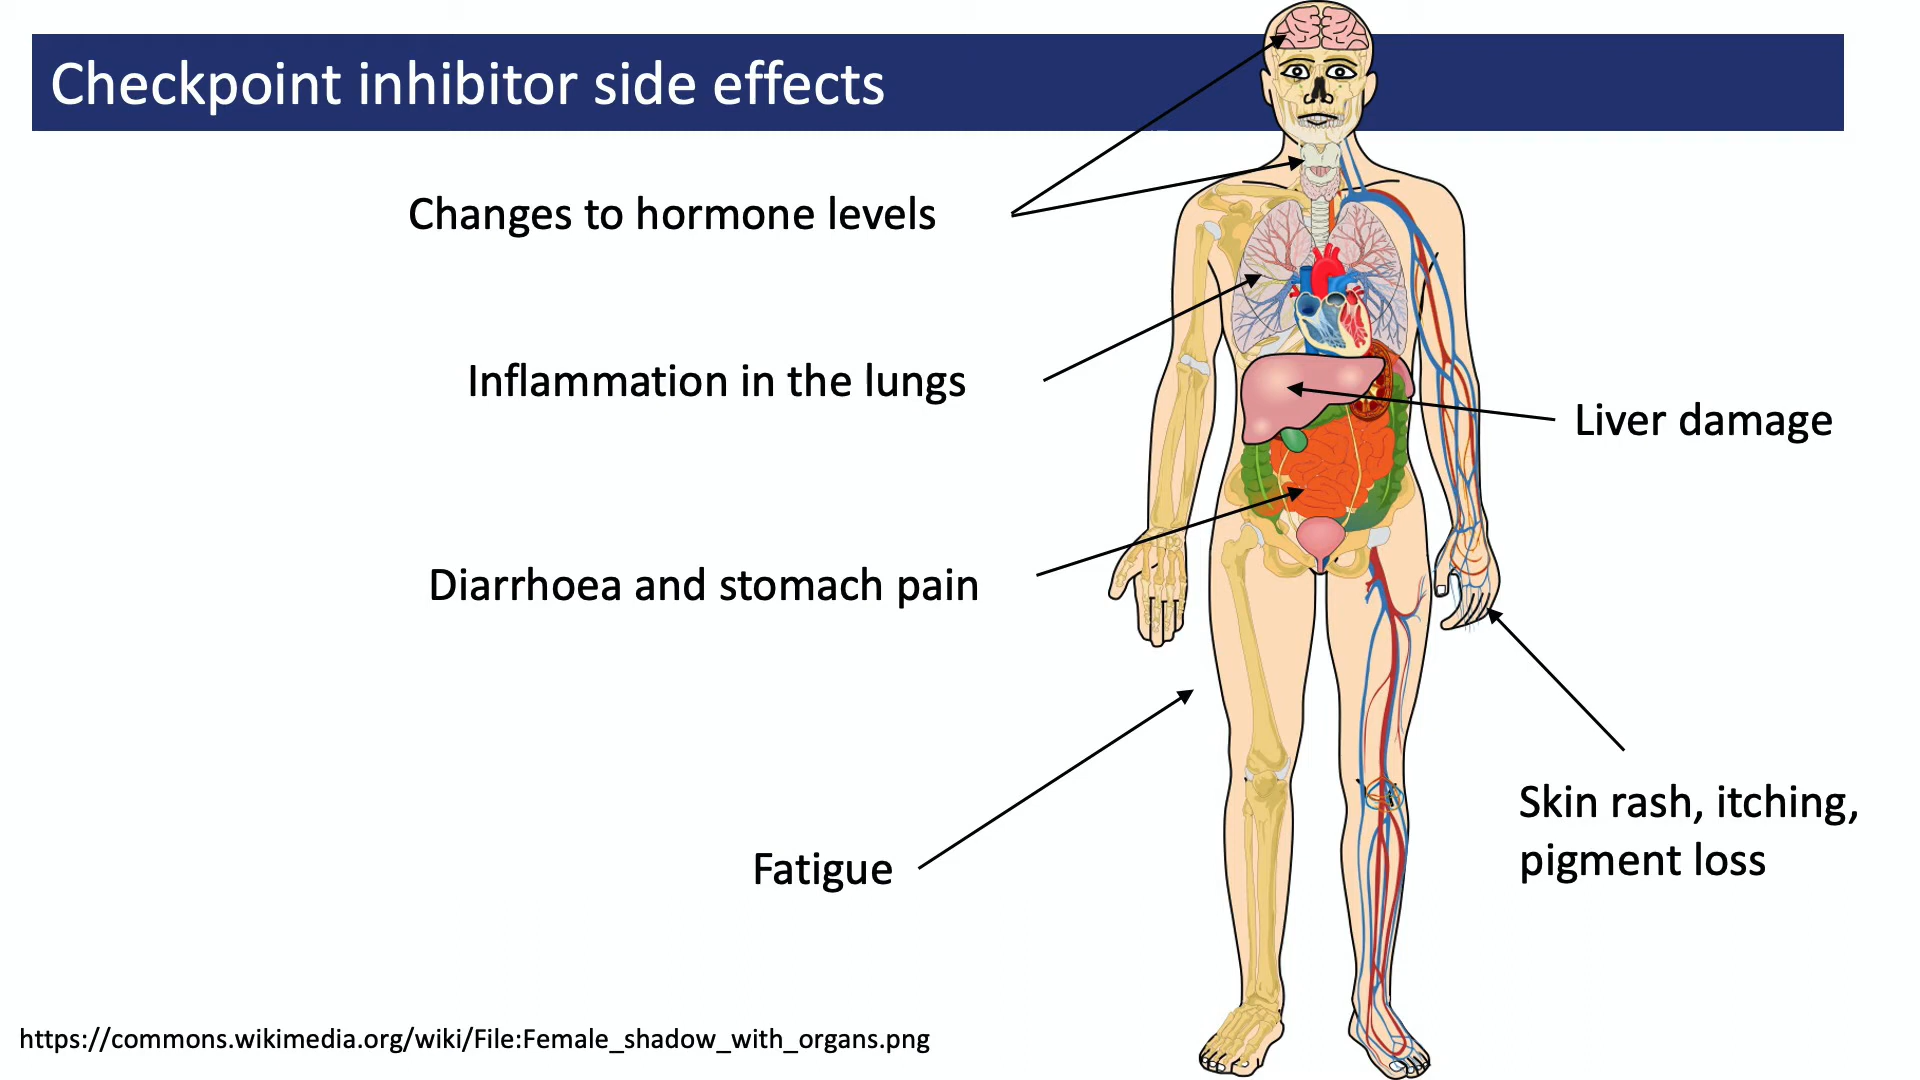 Checkpoint inhibitor side effects
Changes to hormone levels
Inflammation in the lungs
Liver damage
Diarrhoea and stomach pain
Skin rash, itching,
pigment loss
Fatigue
https://commons.wikimedia.org/wiki/File:Female_shadow_with_organs.png